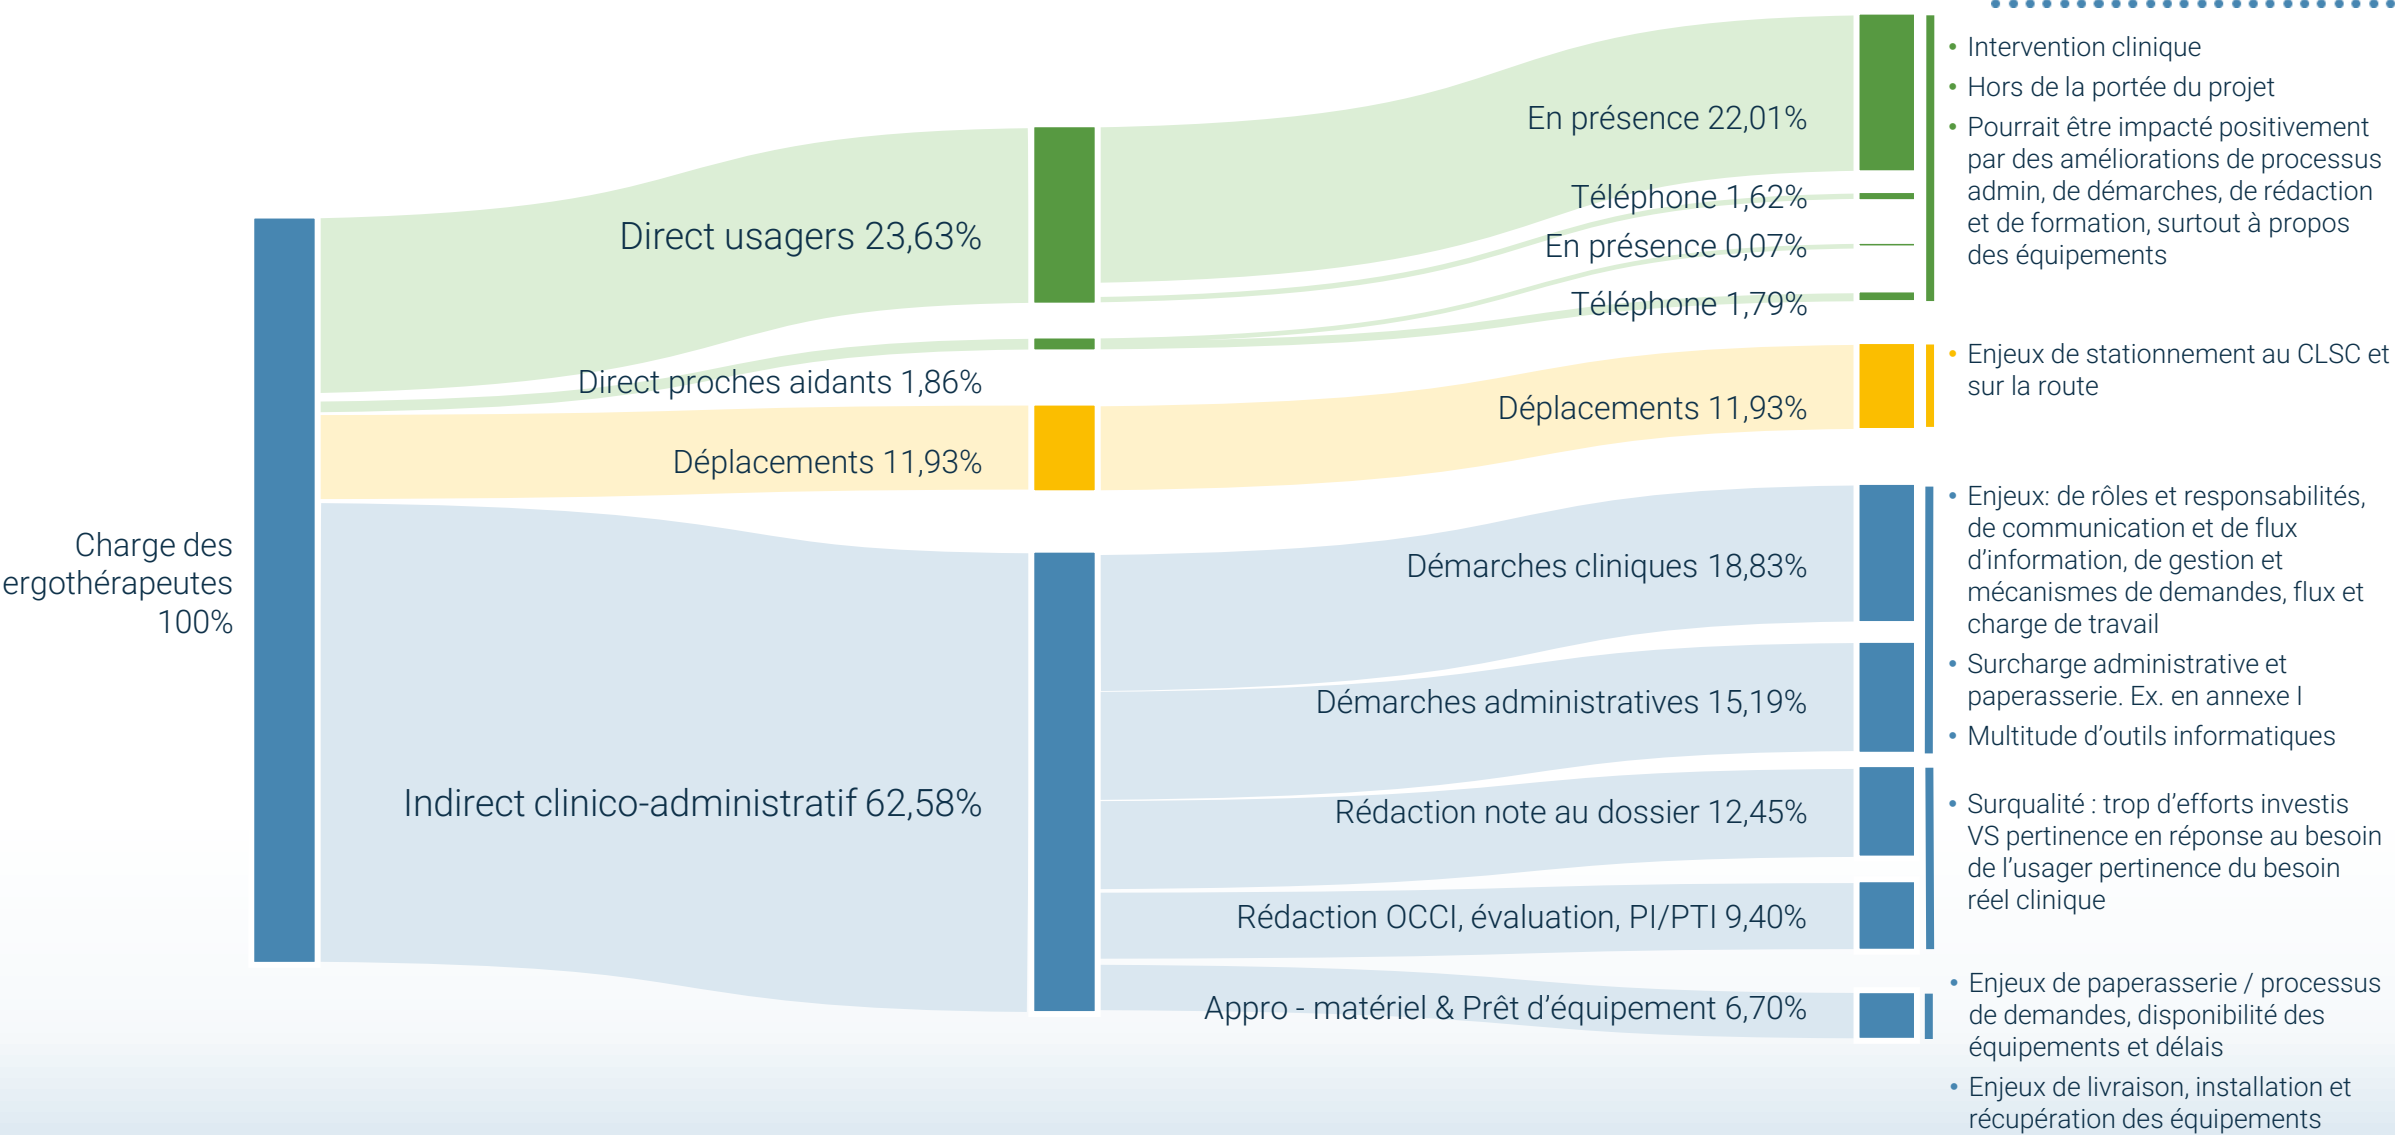 Charge des
ergothérapeutes
100%
Direct usagers 23,63%
Direct proches aidants 1,86%
Déplacements 11,93%
Indirect clinico-administratif 62,58%
En présence 22,01%
Téléphone 1,62%
En présence 0,07%
Téléphone 1,79%
Déplacements 11,93%
Démarches cliniques 18,83%
Démarches administratives 15,19%
Rédaction note au dossier 12,45%
Rédaction OCCI, évaluation, PI/PTI 9,40%
Appro - matériel & Prêt d’équipement 6,70%
• Intervention clinique
• Hors de la portée du projet
• Pourrait être impacté positivement
par des améliorations de processus
admin, de démarches, de rédaction
et de formation, surtout à propos
des équipements
• Enjeux de stationnement au CLSC et
sur la route
• Enjeux: de rôles et responsabilités,
de communication et de flux
d’information, de gestion et
mécanismes de demandes, flux et
charge de travail
• Surcharge administrative et
paperasserie. Ex. en annexe I
• Multitude d’outils informatiques
• Surqualité : trop d’efforts investis
VS pertinence en réponse au besoin
de l’usager pertinence du besoin
réel clinique
• Enjeux de paperasserie / processus
de demandes, disponibilité des
équipements et délais
• Enjeux de livraison, installation et
récupération des équipements